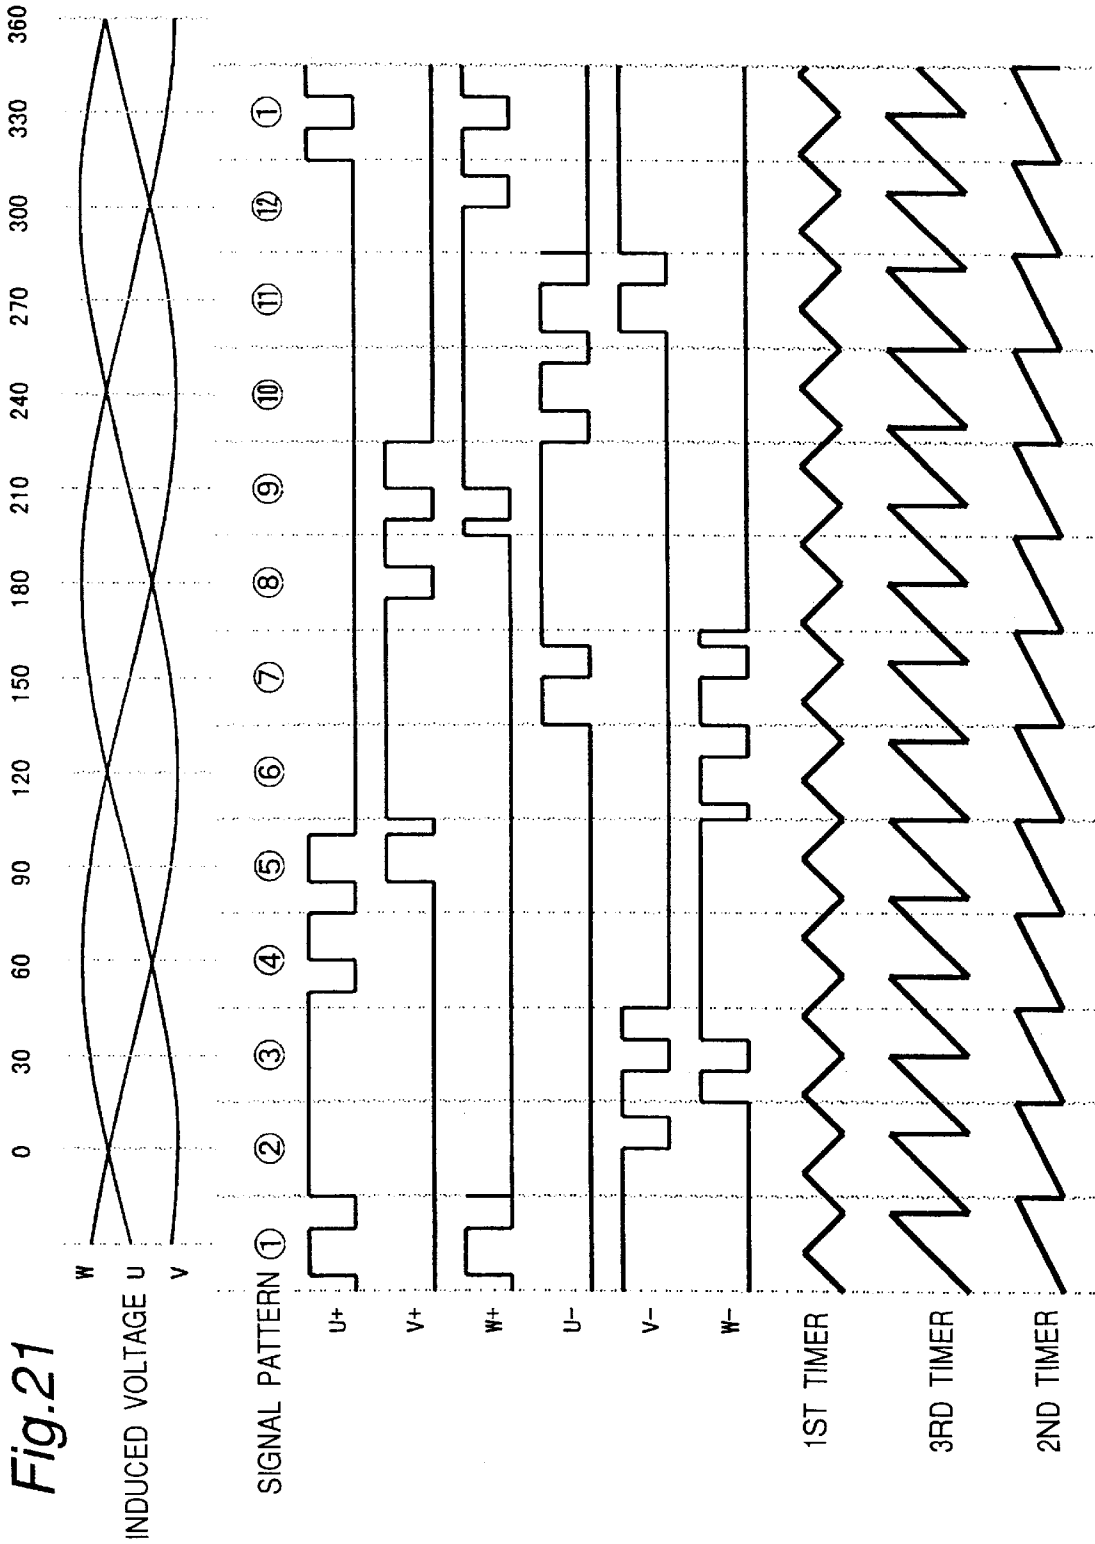 Fig.21
0 30 60 90 120 150 180 210 240 270 300 330 360
W
INDUCED VOLTAGE U
V
SIGNAL PATTERN ① ② ③ ④ ⑤ ⑥ ⑦ ⑧ ⑨ ⑩ ⑪ ⑫ ①
U+
V+
W+
U-
V-
W-
1ST TIMER
3RD TIMER
2ND TIMER